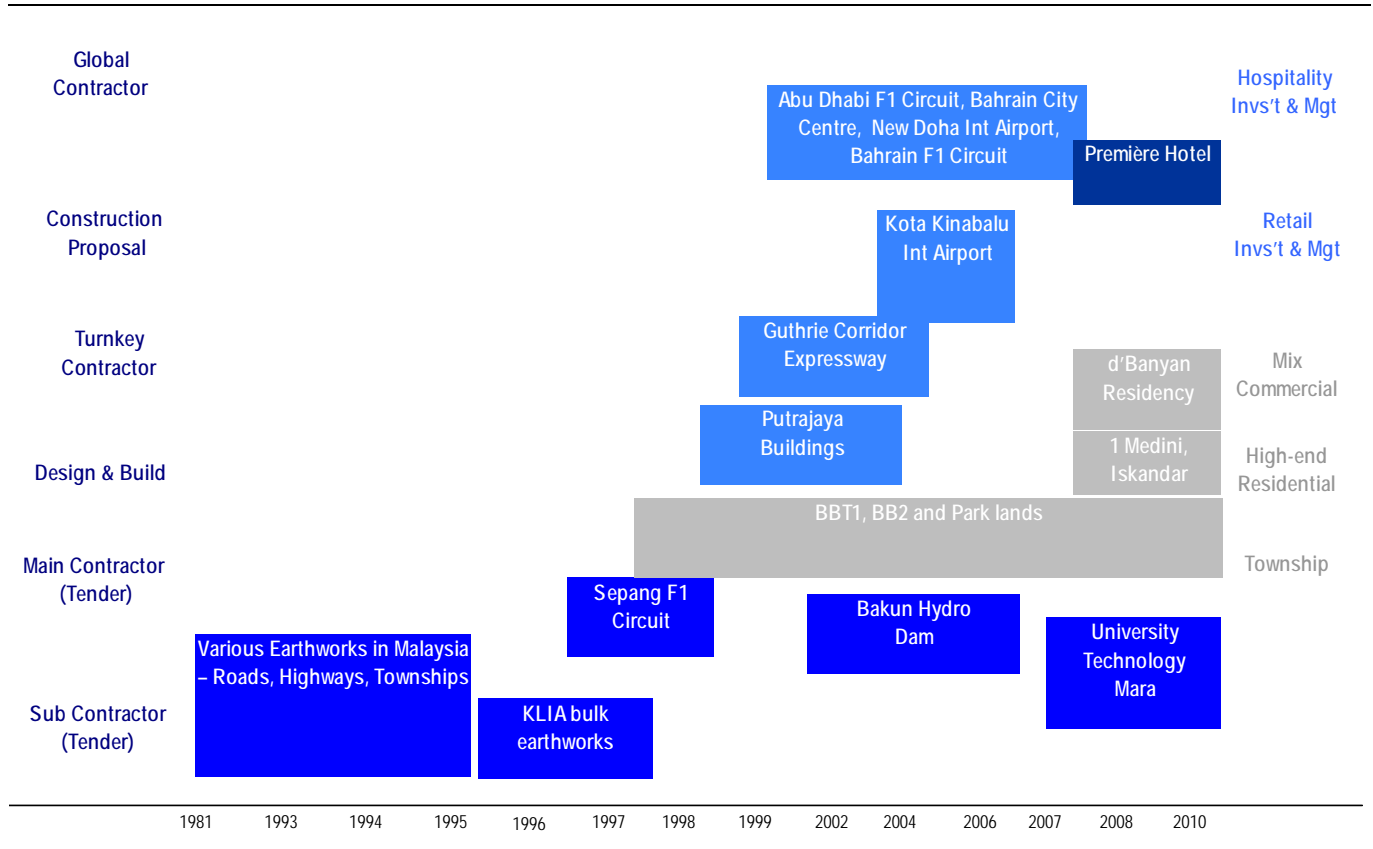 Global
Contractor
Hospitality
Invs't & Mgt
Abu Dhabi F1 Circuit, Bahrain City
Centre, New Doha Int Airport,
Bahrain F1 Circuit
Première Hotel
Construction
Proposal
Kota Kinabalu
Int Airport
Retail
Invs't & Mgt
Turnkey
Contractor
Guthrie Corridor
Expressway
d'Banyan
Residency
Mix
Commercial
Putrajaya
Buildings
Design & Build
1 Medini,
Iskandar
High-end
Residential
BBT1, BB2 and Park lands
Main Contractor
(Tender)
Township
Sepang F1
Circuit
Bakun Hydro
Dam
University
Technology
Mara
Various Earthworks in Malaysia
– Roads, Highways, Townships
Sub Contractor
(Tender)
KLIA bulk
earthworks
1981 1993 1994 1995 1996 1997 1998 1999 2002 2004 2006 2007 2008 2010